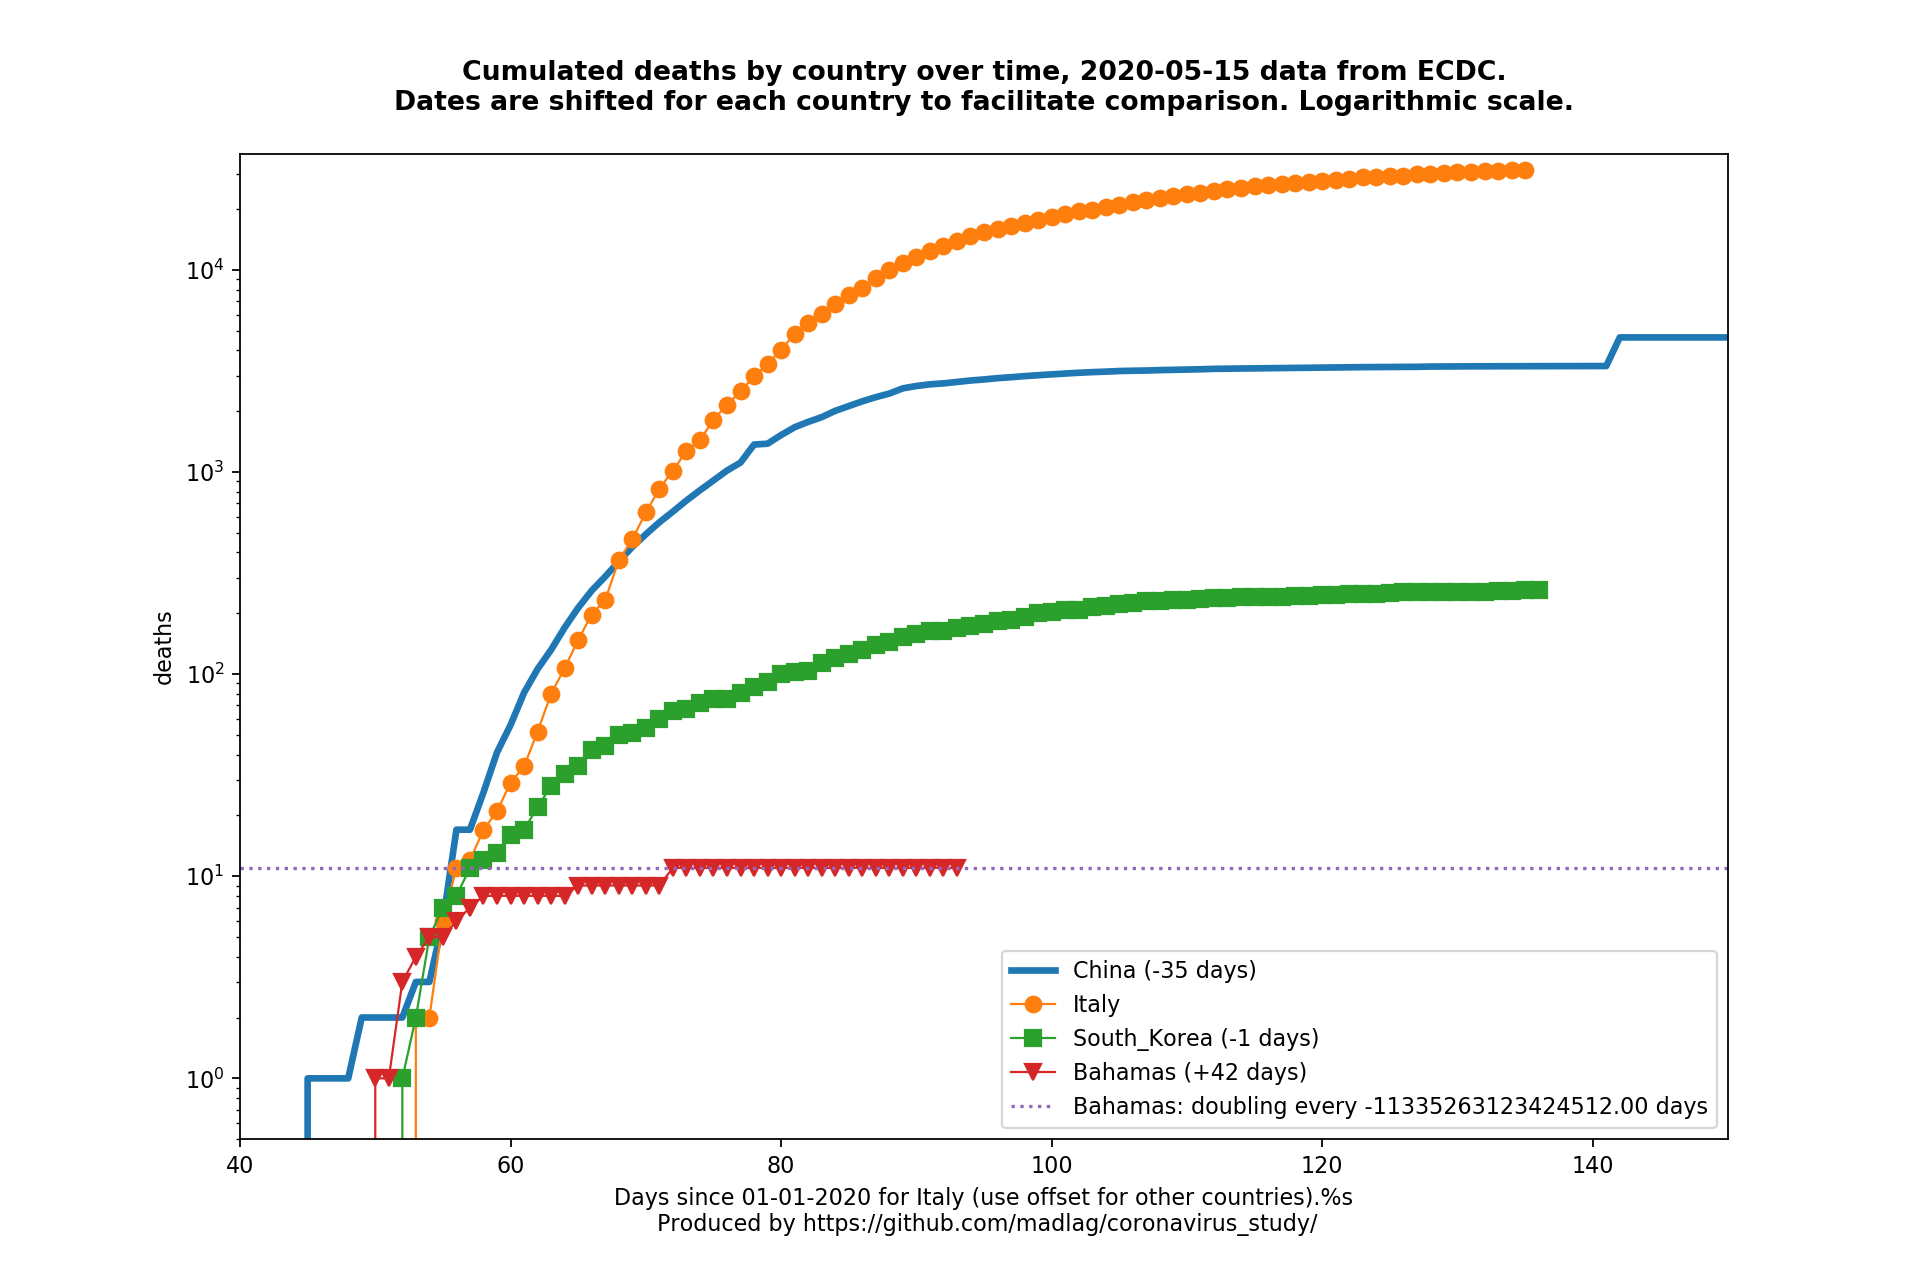 Cumulated deaths by country over time, 2020-05-15 data from ECDC.
Dates are shifted for each country to facilitate comparison. Logarithmic scale.
10^4
10^3
10^2
10^1
10^0
deaths
China (-35 days)
Italy
South_Korea (-1 days)
Bahamas (+42 days)
Bahamas: doubling every -11335263123424512.00 days
40 60 80 100 120 140
Days since 01-01-2020 for Italy (use offset for other countries).%s
Produced by https://github.com/madlag/coronavirus_study/